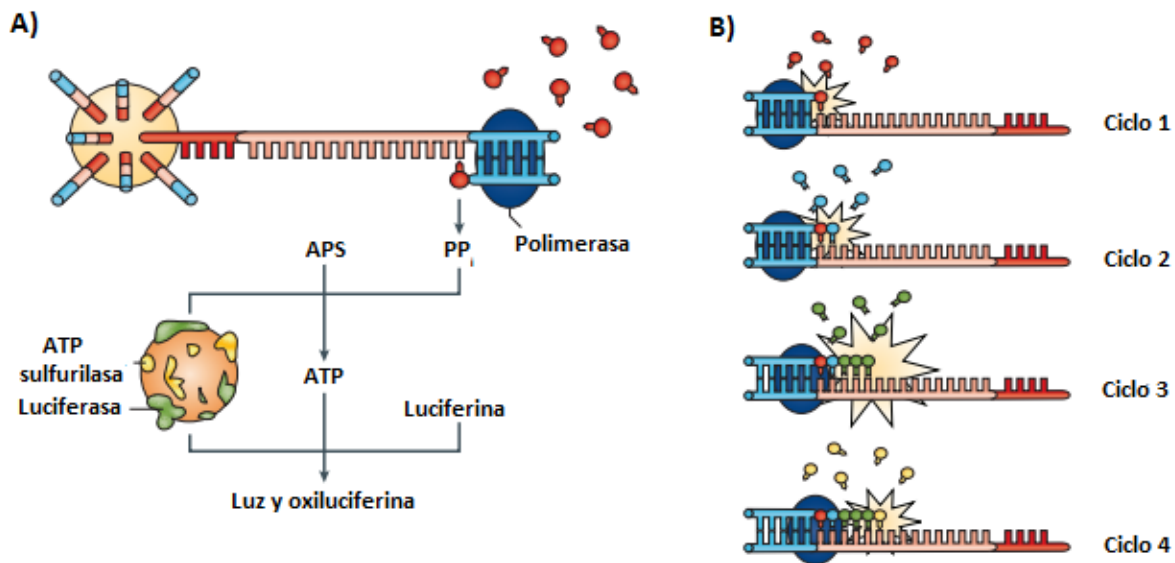 A)
Polimerasa
APS
PPi
ATP
sulfurilasa
Luciferasa
ATP
Luciferina
Luz y oxiluciferina
B)
Ciclo 1
Ciclo 2
Ciclo 3
Ciclo 4